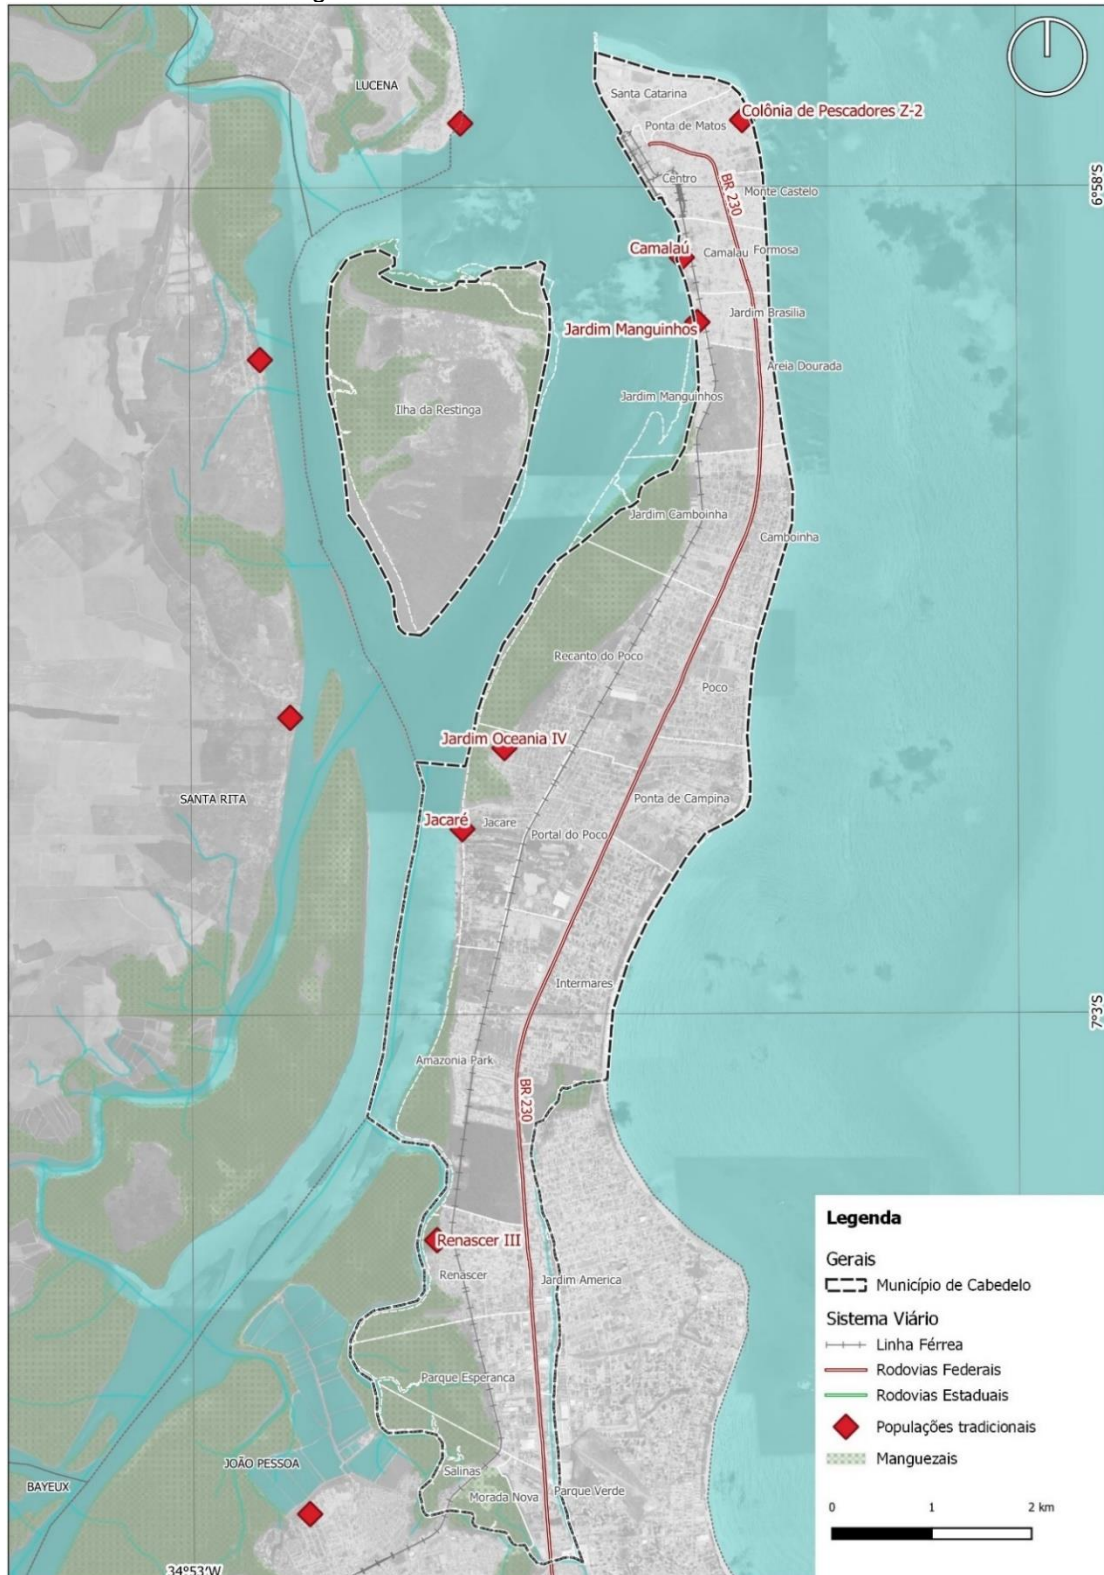 LUCENA
Santa Catarina
Colônia de Pescadores Z-2
Ponta de Matos
Centro
BR 230
Monte Castelo
6°58'S
Camalaú
Camalau
Formosa
Jardim Manguinhos
Jardim Brasilia
Areia Dourada
Jardim Manguinhos
Ilha da Restinga
Jardim Camboinha
Camboinha
Recanto do Poco
Poco
Jardim Oceania IV
SANTA RITA
Ponta de Campina
Jacaré
Jacare
Portal do Poco
Intermares
7°3'S
Amazonia Park
BR 230
Renascer III
Renascer
Jardim America
Parque Esperanca
JOÃO PESSOA
BAYEUX
Salinas
Morada Nova
Parque Verde
34°53'W
Legenda
Gerais
Município de Cabedelo
Sistema Viário
Linha Férrea
Rodovias Federais
Rodovias Estaduais
Populações tradicionais
Manguezais
0 1 2 km